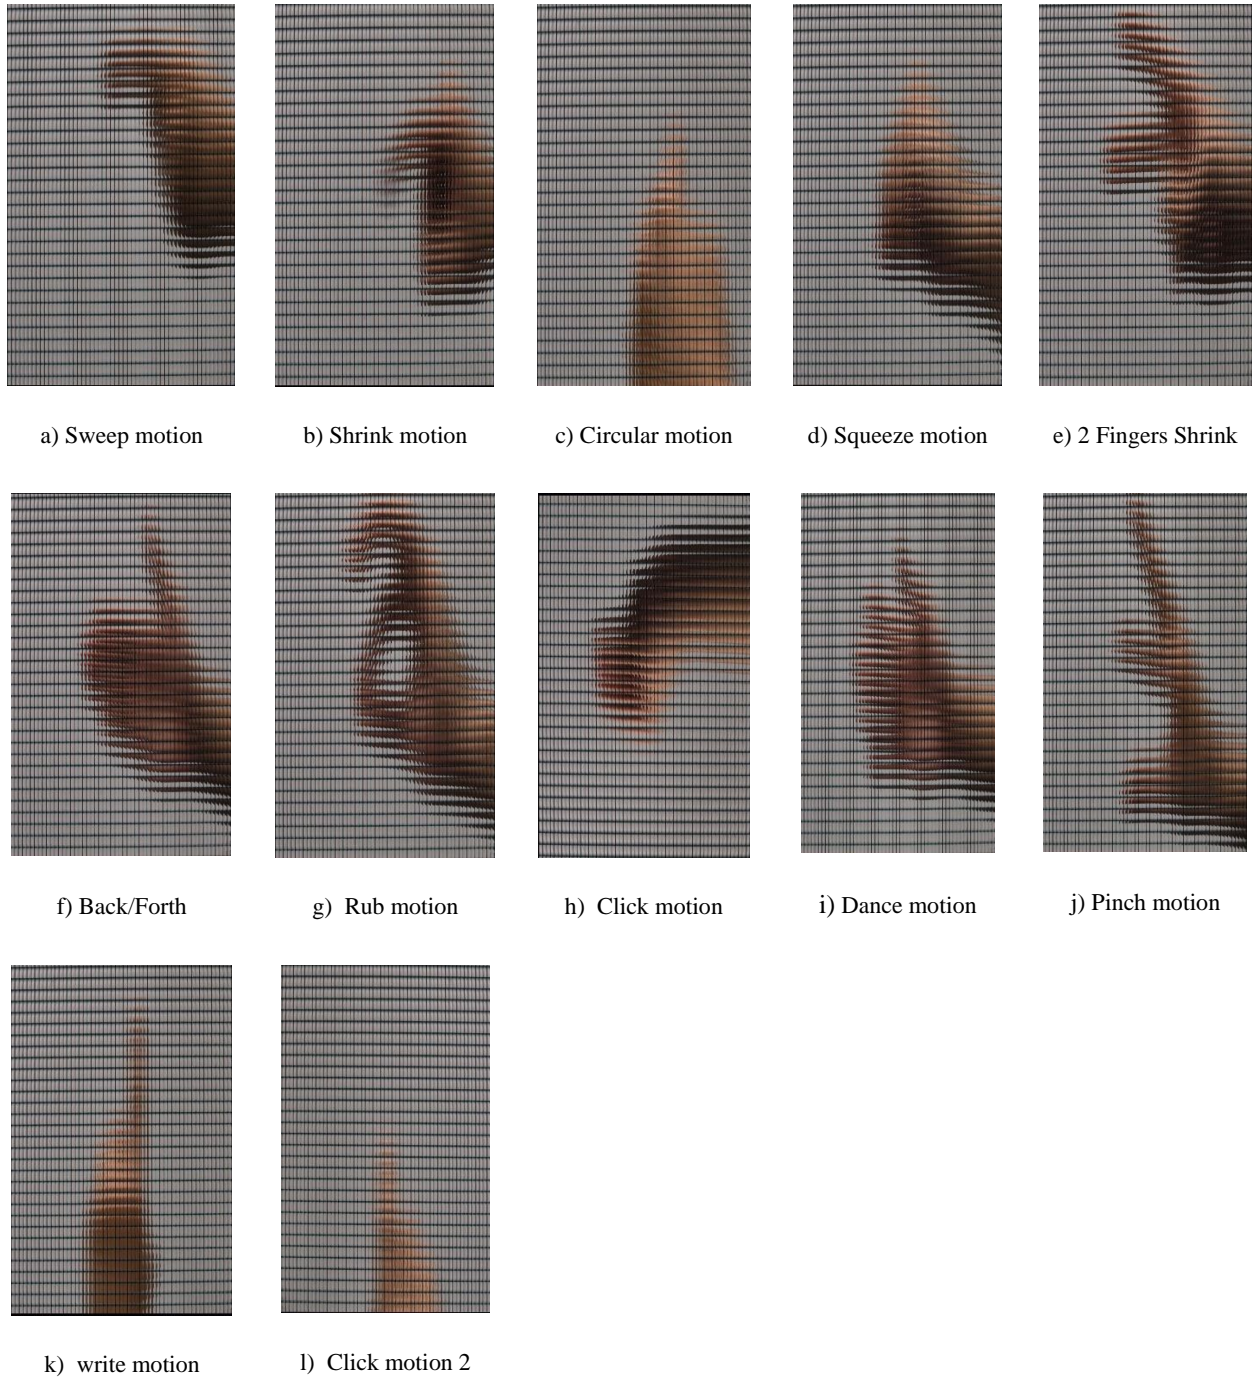 a) Sweep motion
b) Shrink motion
c) Circular motion
d) Squeeze motion
e) 2 Fingers Shrink
f) Back/Forth
g) Rub motion
h) Click motion
i) Dance motion
j) Pinch motion
k) write motion
l) Click motion 2